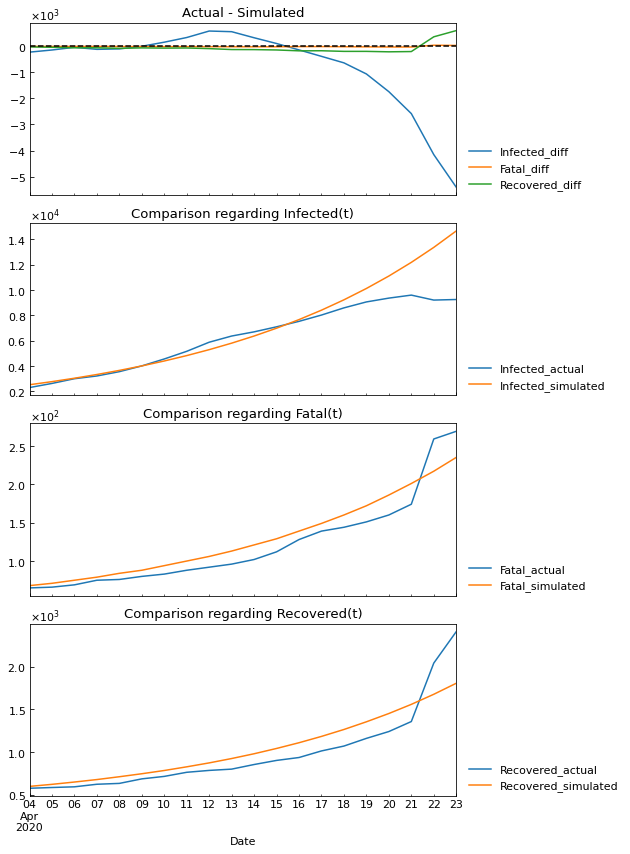 Actual - Simulated
×10³
0
−1
−2
−3
−4
−5
Infected_diff
Fatal_diff
Recovered_diff
Comparison regarding Infected(t)
×10⁴
1.4
1.2
1.0
0.8
0.6
0.4
0.2
Infected_actual
Infected_simulated
Comparison regarding Fatal(t)
×10²
2.5
2.0
1.5
1.0
Fatal_actual
Fatal_simulated
Comparison regarding Recovered(t)
×10³
2.0
1.5
1.0
0.5
Recovered_actual
Recovered_simulated
04 05 06 07 08 09 10 11 12 13 14 15 16 17 18 19 20 21 22 23
Apr
2020
Date